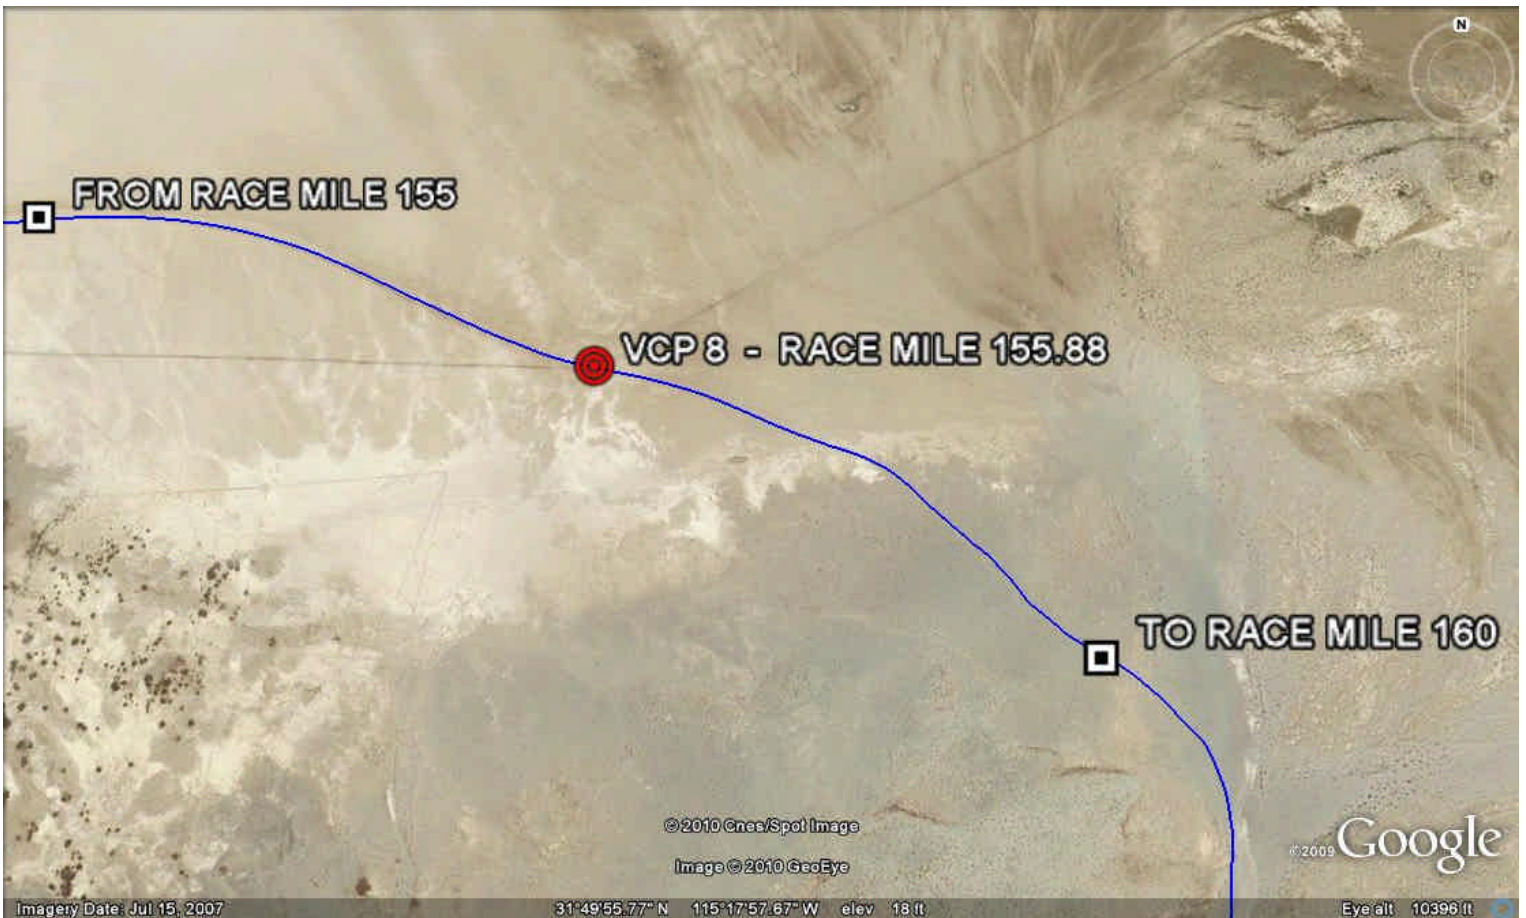 N
FROM RACE MILE 155
VCP 8 - RACE MILE 155.88
TO RACE MILE 160
© 2010 Cnes/Spot Image
Image © 2010 GeoEye
©2009 Google
Imagery Date: Jul 15, 2007 31°49'55.77" N 115°17'57.67" W elev 18 ft Eye alt 10396 ft